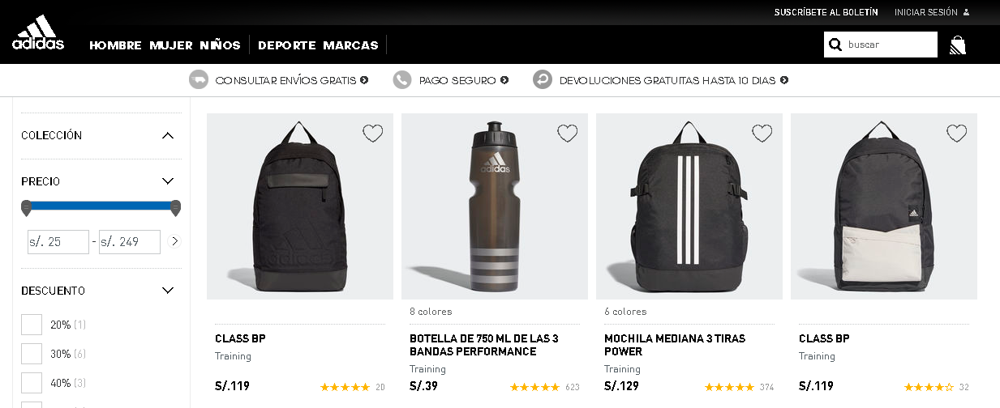 SUSCRÍBETE AL BOLETÍN INICIAR SESIÓN
adidas
HOMBRE MUJER NIÑOS DEPORTE MARCAS
buscar
CONSULTAR ENVÍOS GRATIS PAGO SEGURO DEVOLUCIONES GRATUITAS HASTA 10 DIAS
COLECCIÓN
PRECIO
s/. 25 - s/. 249
DESCUENTO
20% (1)
30% (6)
40% (3)
adidas
adidas
adidas
8 colores
6 colores
CLASS BP
Training
S/.119
20
BOTELLA DE 750 ML DE LAS 3
BANDAS PERFORMANCE
Training
S/.39
623
MOCHILA MEDIANA 3 TIRAS
POWER
Training
S/.129
374
CLASS BP
Training
S/.119
32